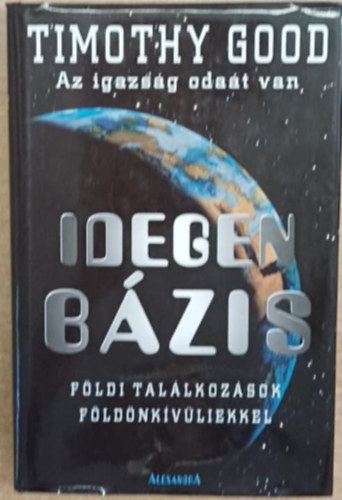 TIMOTHY GOOD
Az igazság odaát van
IDEGEN
BÁZIS
FÖLDI TALÁLKOZÁSOK
FÖLDÖNKÍVÜLIEKKEL
ALEXANDRA